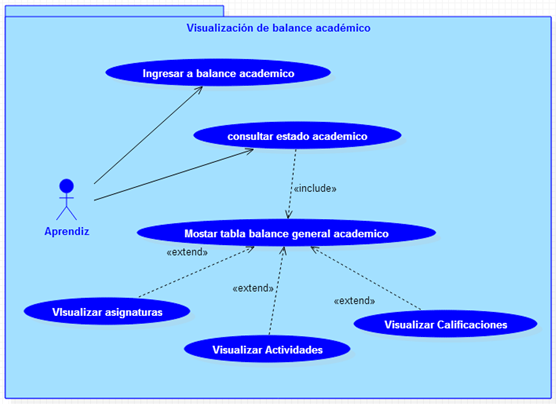 Visualización de balance académico
Ingresar a balance academico
consultar estado academico
«include»
Aprendiz
Mostar tabla balance general academico
«extend»
«extend»
«extend»
VIsualizar asignaturas
Visualizar Calificaciones
Visualizar Actividades